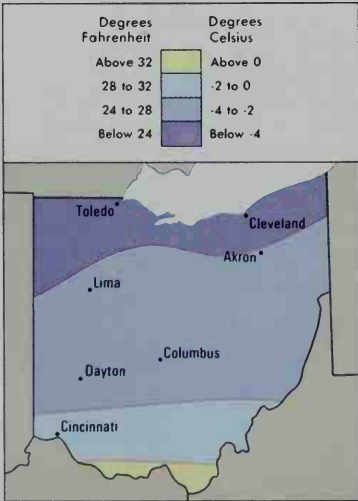 Degrees Fahrenheit
Degrees Celsius
Above 32
Above 0
28 to 32
-2 to 0
24 to 28
-4 to -2
Below 24
Below -4
Toledo
Cleveland
Akron
Lima
Columbus
Dayton
Cincinnati